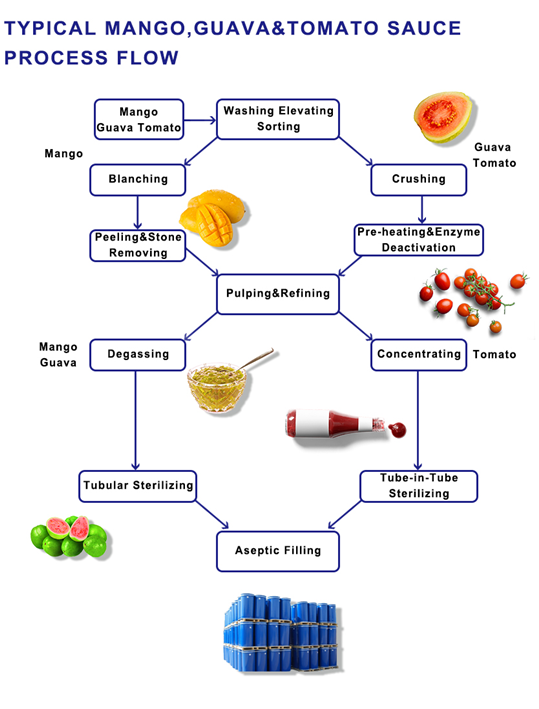 TYPICAL MANGO,GUAVA&TOMATO SAUCE
PROCESS FLOW
Mango
Guava Tomato
Washing Elevating
Sorting
Mango
Guava
Tomato
Blanching
Crushing
Peeling&Stone
Removing
Pre-heating&Enzyme
Deactivation
Pulping&Refining
Mango
Guava
Degassing
Concentrating
Tomato
Tubular Sterilizing
Tube-in-Tube
Sterilizing
Aseptic Filling